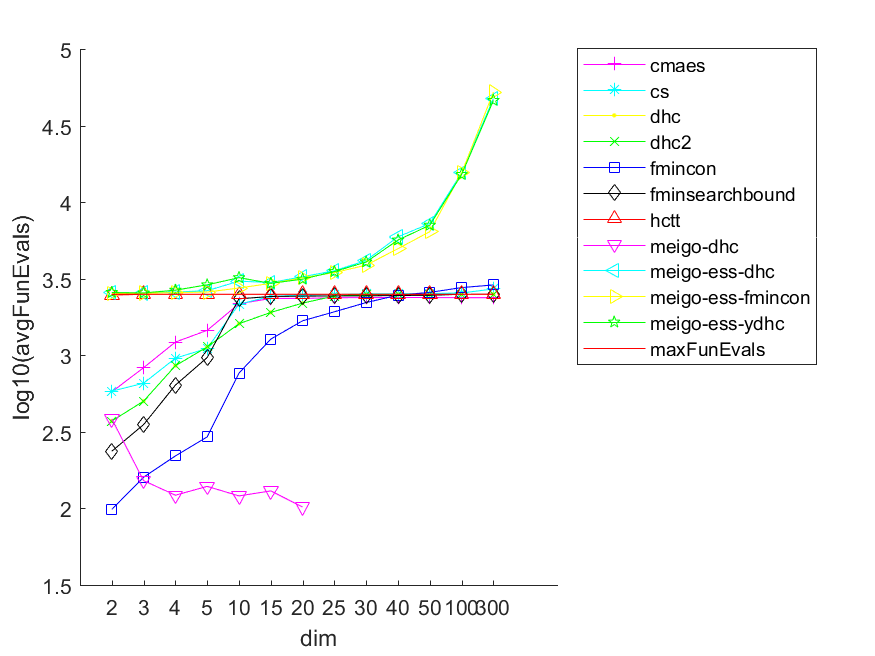 5
4.5
4
3.5
3
2.5
2
1.5
log10(avgFunEvals)
2 3 4 5 10 15 20 25 30 40 50 100 300
dim
cmaes
cs
dhc
dhc2
fmincon
fminsearchbound
hctt
meigo-dhc
meigo-ess-dhc
meigo-ess-fmincon
meigo-ess-ydhc
maxFunEvals